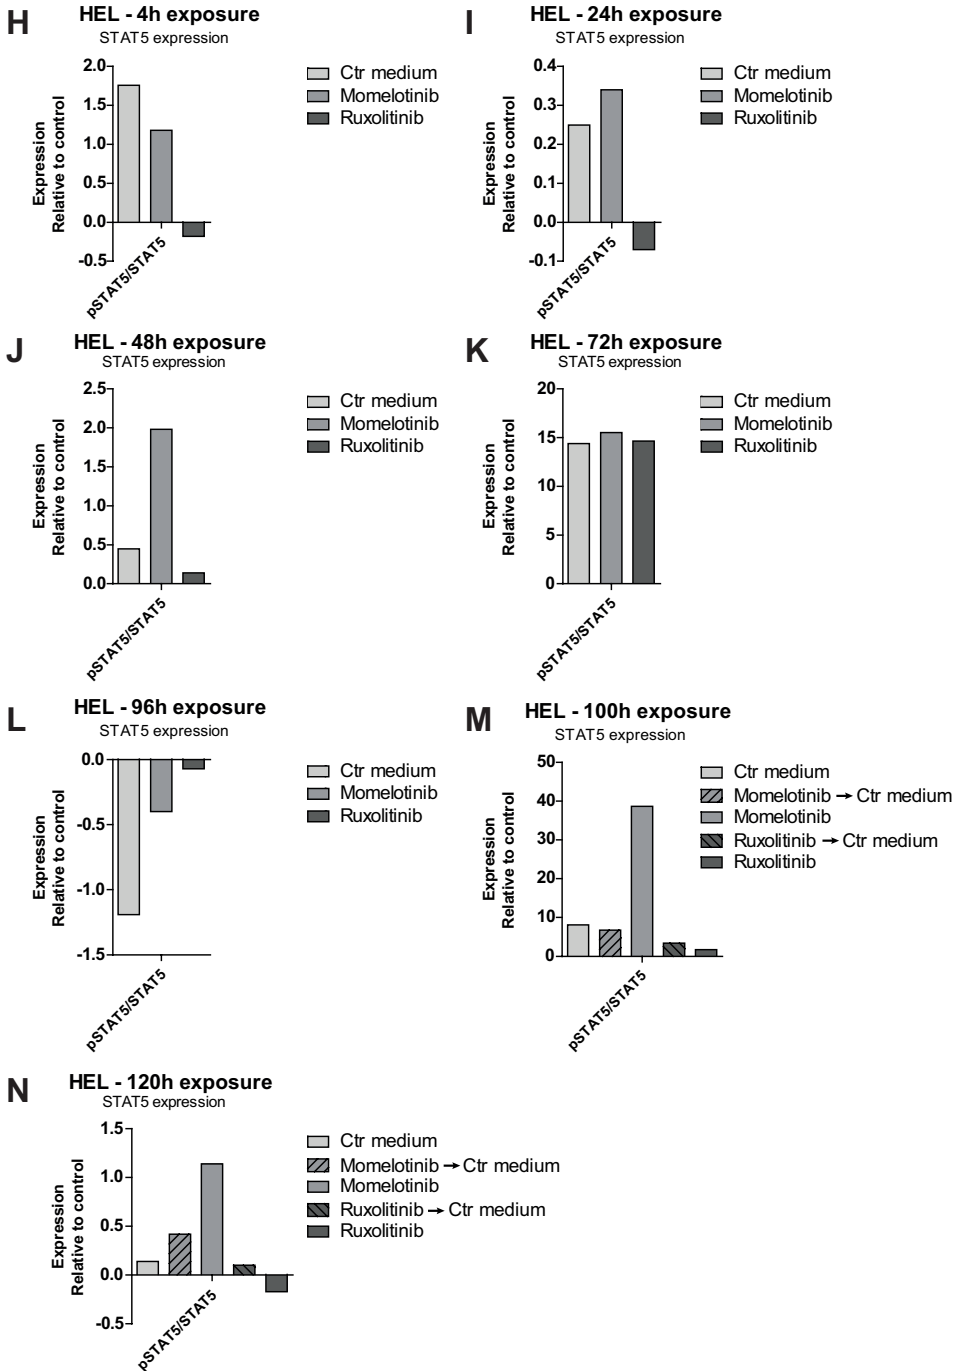 H
HEL - 4h exposure
STAT5 expression
Expression
Relative to control
2.0
1.5
1.0
0.5
0.0
-0.5
pSTAT5/STAT5
Ctr medium
Momelotinib
Ruxolitinib
I
HEL - 24h exposure
STAT5 expression
Expression
Relative to control
0.4
0.3
0.2
0.1
0.0
-0.1
pSTAT5/STAT5
Ctr medium
Momelotinib
Ruxolitinib
J
HEL - 48h exposure
STAT5 expression
Expression
Relative to control
2.5
2.0
1.5
1.0
0.5
0.0
pSTAT5/STAT5
Ctr medium
Momelotinib
Ruxolitinib
K
HEL - 72h exposure
STAT5 expression
Expression
Relative to control
20
15
10
5
0
pSTAT5/STAT5
Ctr medium
Momelotinib
Ruxolitinib
L
HEL - 96h exposure
STAT5 expression
Expression
Relative to control
0.0
-0.5
-1.0
-1.5
pSTAT5/STAT5
Ctr medium
Momelotinib
Ruxolitinib
M
HEL - 100h exposure
STAT5 expression
Expression
Relative to control
50
40
30
20
10
0
pSTAT5/STAT5
Ctr medium
Momelotinib → Ctr medium
Momelotinib
Ruxolitinib → Ctr medium
Ruxolitinib
N
HEL - 120h exposure
STAT5 expression
Expression
Relative to control
1.5
1.0
0.5
0.0
-0.5
pSTAT5/STAT5
Ctr medium
Momelotinib → Ctr medium
Momelotinib
Ruxolitinib → Ctr medium
Ruxolitinib